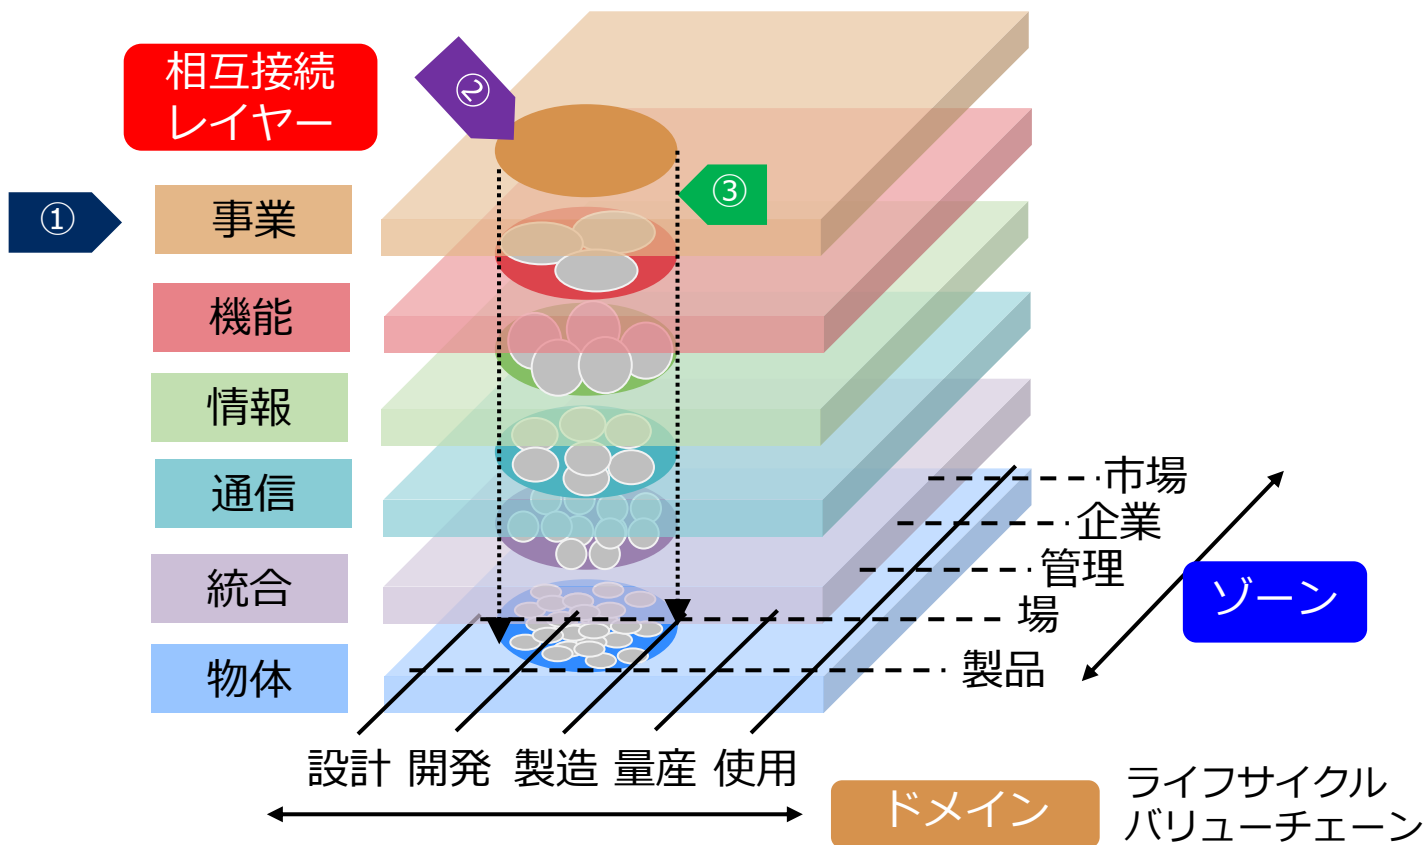 相互接続
レイヤー
②
③
①
事業
機能
情報
通信
統合
物体
市場
企業
管理
場
製品
ゾーン
設計 開発 製造 量産 使用
ドメイン
ライフサイクル
バリューチェーン